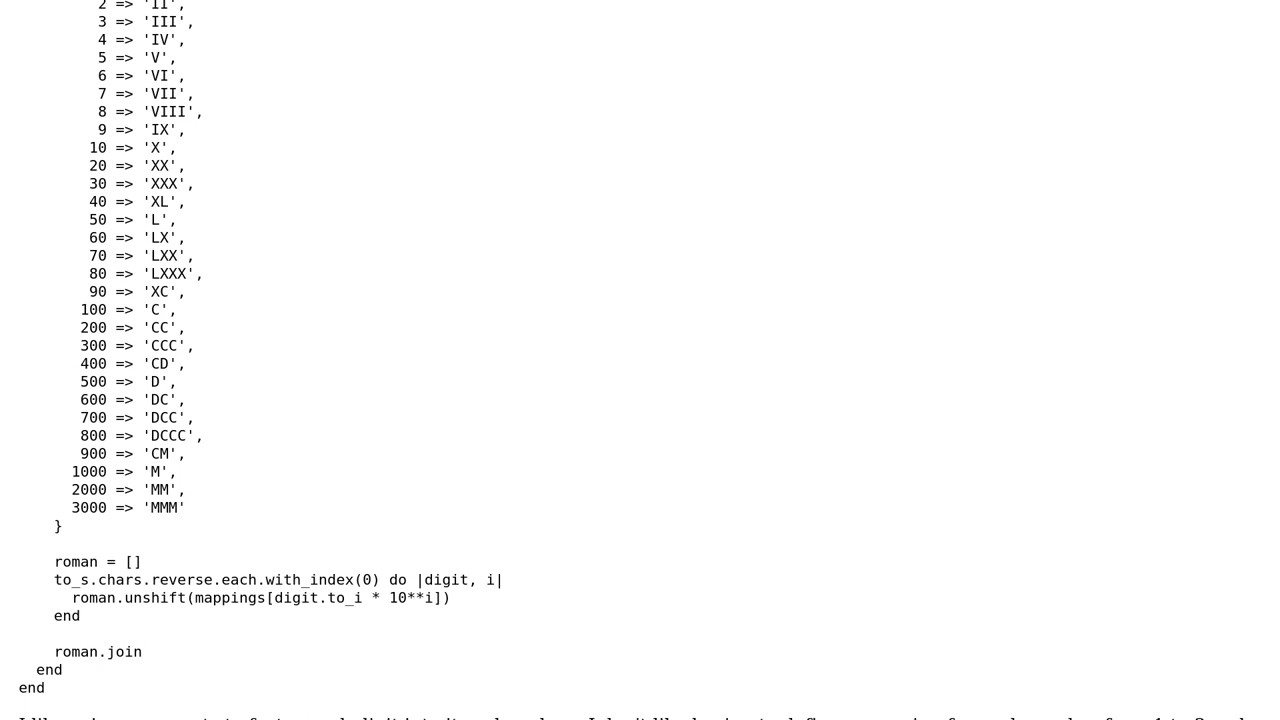 2 => 'II',
3 => 'III',
4 => 'IV',
5 => 'V',
6 => 'VI',
7 => 'VII',
8 => 'VIII',
9 => 'IX',
10 => 'X',
20 => 'XX',
30 => 'XXX',
40 => 'XL',
50 => 'L',
60 => 'LX',
70 => 'LXX',
80 => 'LXXX',
90 => 'XC',
100 => 'C',
200 => 'CC',
300 => 'CCC',
400 => 'CD',
500 => 'D',
600 => 'DC',
700 => 'DCC',
800 => 'DCCC',
900 => 'CM',
1000 => 'M',
2000 => 'MM',
3000 => 'MMM'
}
roman = []
to_s.chars.reverse.each.with_index(0) do |digit, i|
roman.unshift(mappings[digit.to_i * 10**i])
end
roman.join
end
end